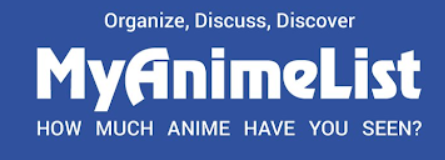 Organize, Discuss, Discover
MyAnimeList
HOW MUCH ANIME HAVE YOU SEEN?